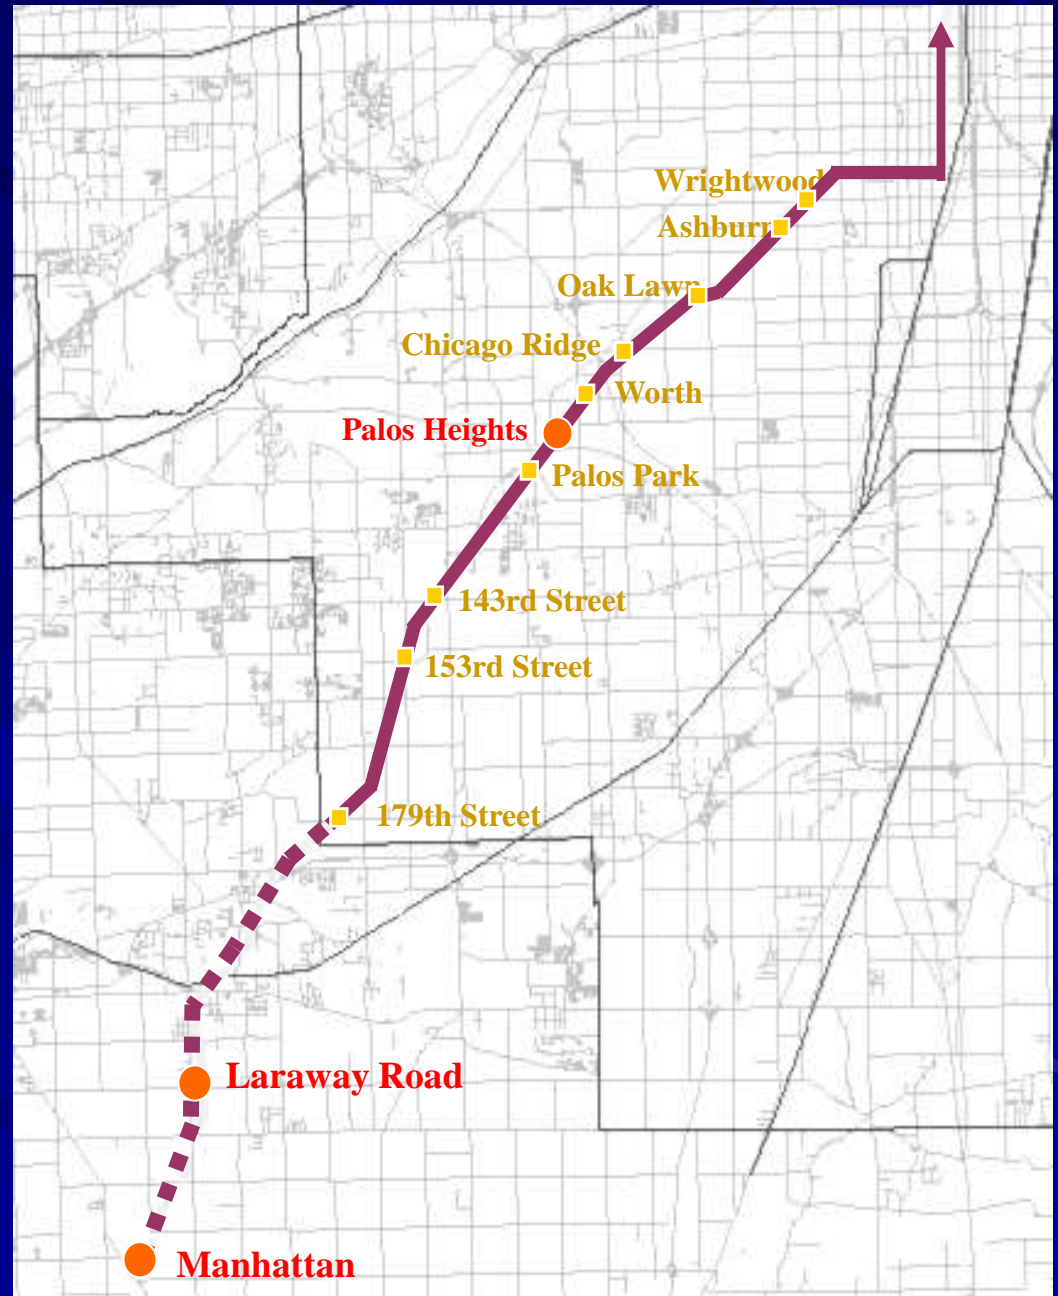 Wrightwood
Ashburn
Oak Lawn
Chicago Ridge
Worth
Palos Heights
Palos Park
143rd Street
153rd Street
179th Street
Laraway Road
Manhattan